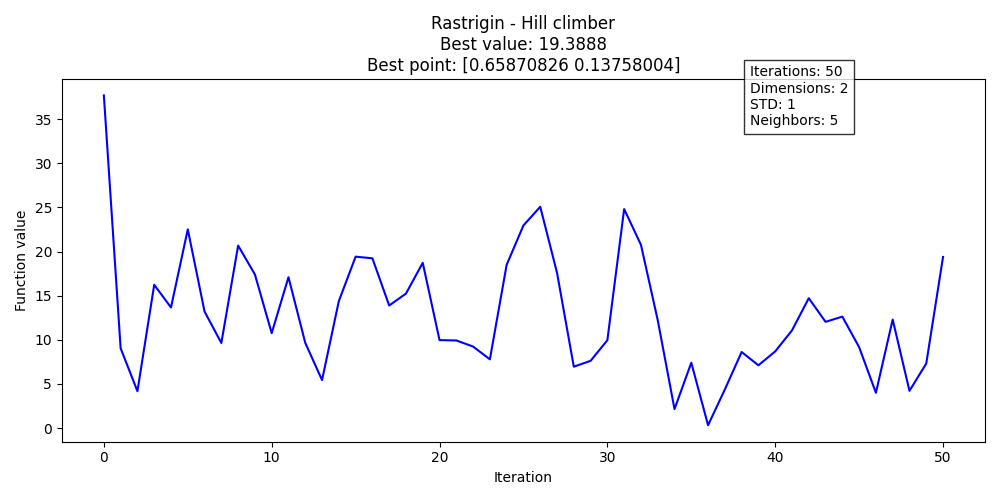 Rastrigin - Hill climber
Best value: 19.3888
Best point: [0.65870826 0.13758004]
Iterations: 50
Dimensions: 2
STD: 1
Neighbors: 5
Function value
35
30
25
20
15
10
5
0
0 10 20 30 40 50
Iteration